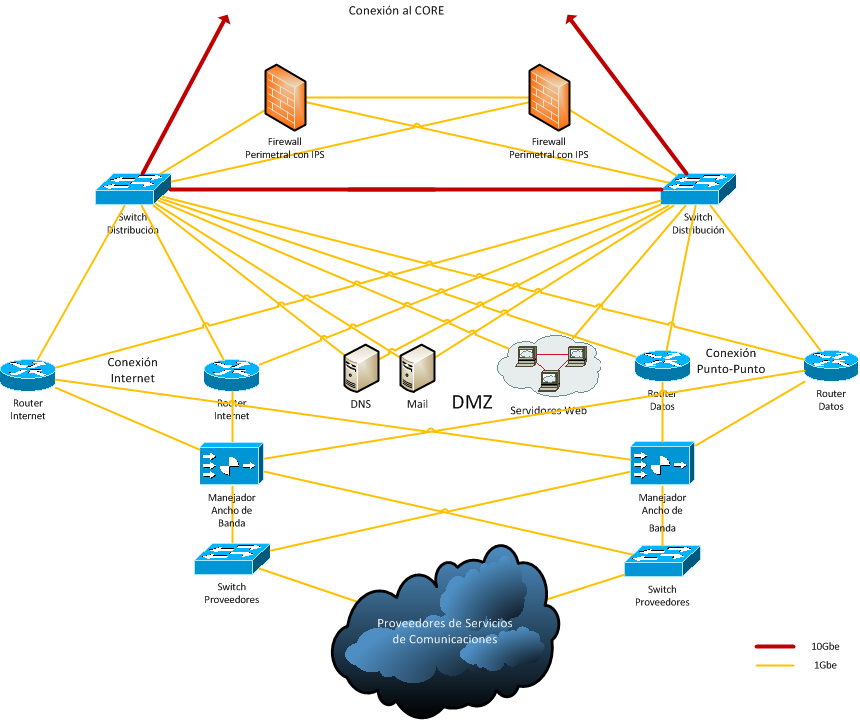 Conexión al CORE
Firewall
Perimetral con IPS
Firewall
Perimetral con IPS
Switch
Distribución
Switch
Distribución
Conexión
Internet
Conexión
Punto-Punto
Router
Internet
Router
Internet
DNS
Mail
DMZ
Servidores Web
Router
Datos
Router
Datos
Manejador
Ancho de
Banda
Manejador
Ancho de
Banda
Switch
Proveedores
Switch
Proveedores
Proveedores de Servicios
de Comunicaciones
10Gbe
1Gbe